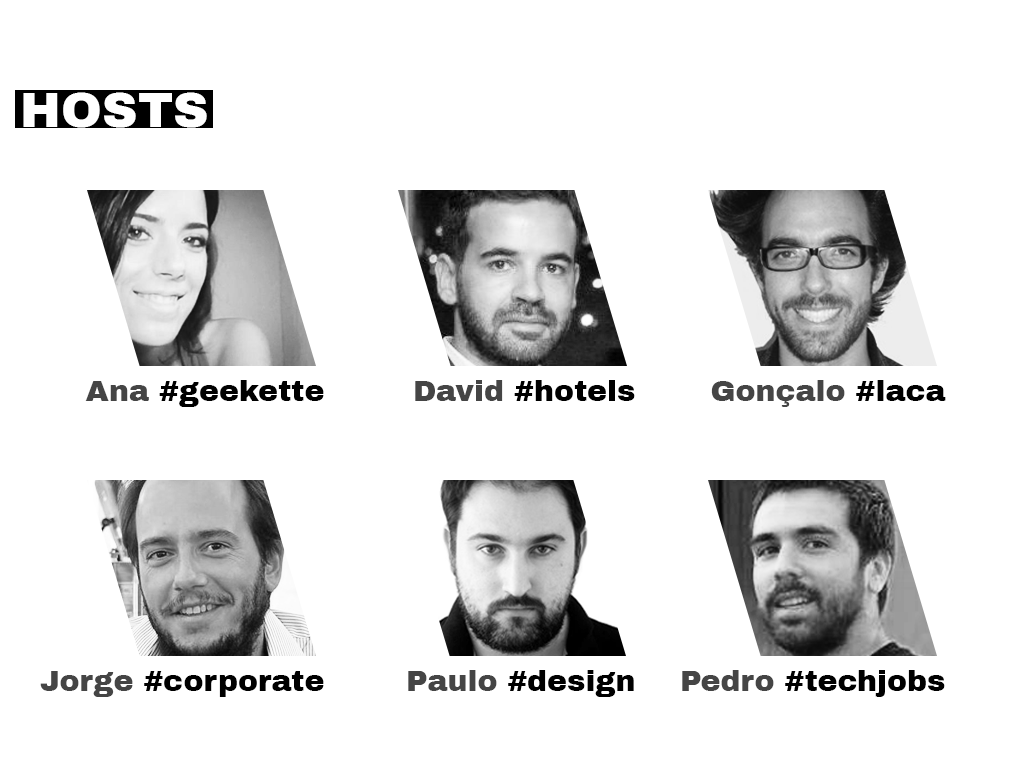 HOSTS
Ana #geekette
David #hotels
Gonçalo #laca
Jorge #corporate
Paulo #design
Pedro #techjobs